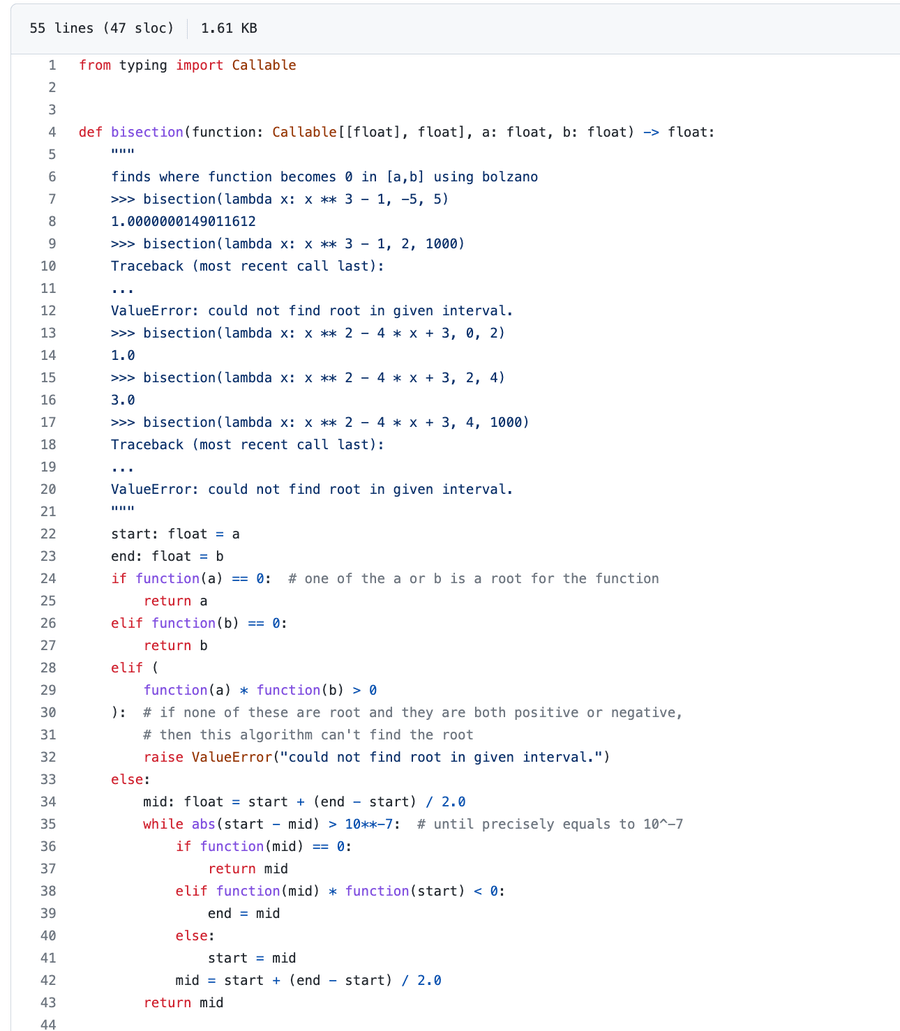 55 lines (47 sloc) 1.61 KB
1 from typing import Callable
2
3
4 def bisection(function: Callable[[float], float], a: float, b: float) -> float:
5     """
6     finds where function becomes 0 in [a,b] using bolzano
7     >>> bisection(lambda x: x ** 3 - 1, -5, 5)
8     1.0000000149011612
9     >>> bisection(lambda x: x ** 3 - 1, 2, 1000)
10     Traceback (most recent call last):
11     ...
12     ValueError: could not find root in given interval.
13     >>> bisection(lambda x: x ** 2 - 4 * x + 3, 0, 2)
14     1.0
15     >>> bisection(lambda x: x ** 2 - 4 * x + 3, 2, 4)
16     3.0
17     >>> bisection(lambda x: x ** 2 - 4 * x + 3, 4, 1000)
18     Traceback (most recent call last):
19     ...
20     ValueError: could not find root in given interval.
21     """
22     start: float = a
23     end: float = b
24     if function(a) == 0:  # one of the a or b is a root for the function
25         return a
26     elif function(b) == 0:
27         return b
28     elif (
29         function(a) * function(b) > 0
30     ):  # if none of these are root and they are both positive or negative,
31         # then this algorithm can't find the root
32         raise ValueError("could not find root in given interval.")
33     else:
34         mid: float = start + (end - start) / 2.0
35         while abs(start - mid) > 10**-7:  # until precisely equals to 10^-7
36             if function(mid) == 0:
37                 return mid
38             elif function(mid) * function(start) < 0:
39                 end = mid
40             else:
41                 start = mid
42             mid = start + (end - start) / 2.0
43         return mid
44